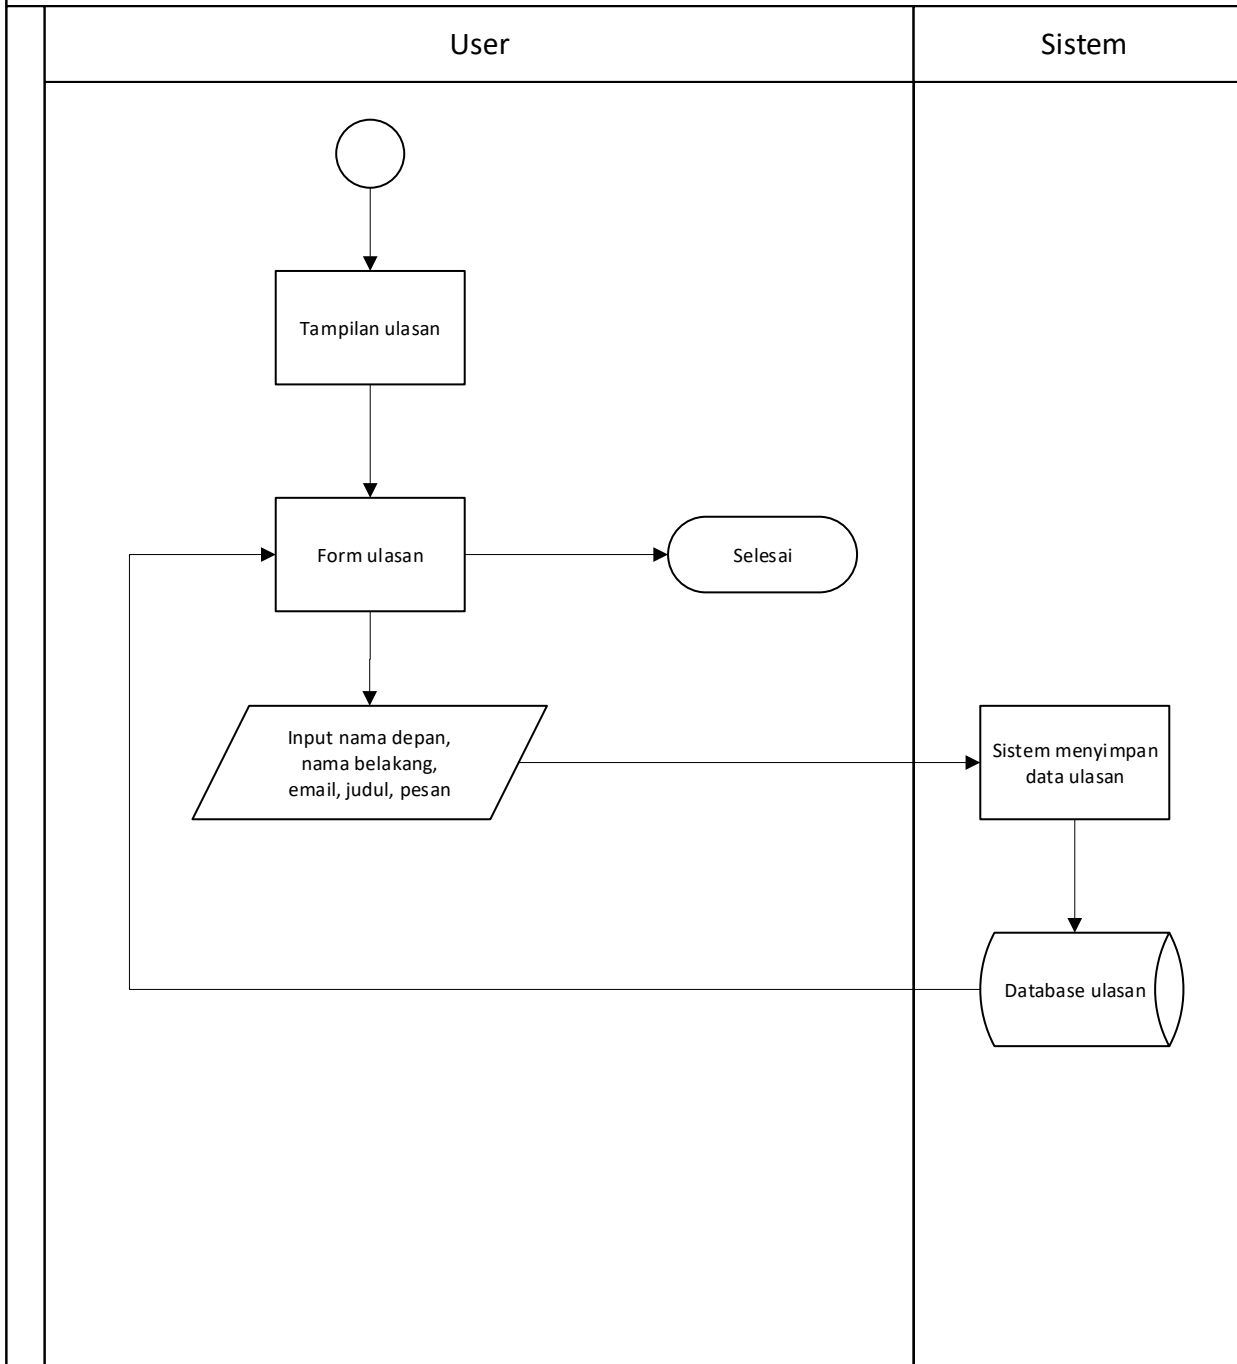 User
Sistem
Tampilan ulasan
Form ulasan
Selesai
Input nama depan,
nama belakang,
email, judul, pesan
Sistem menyimpan
data ulasan
Database ulasan